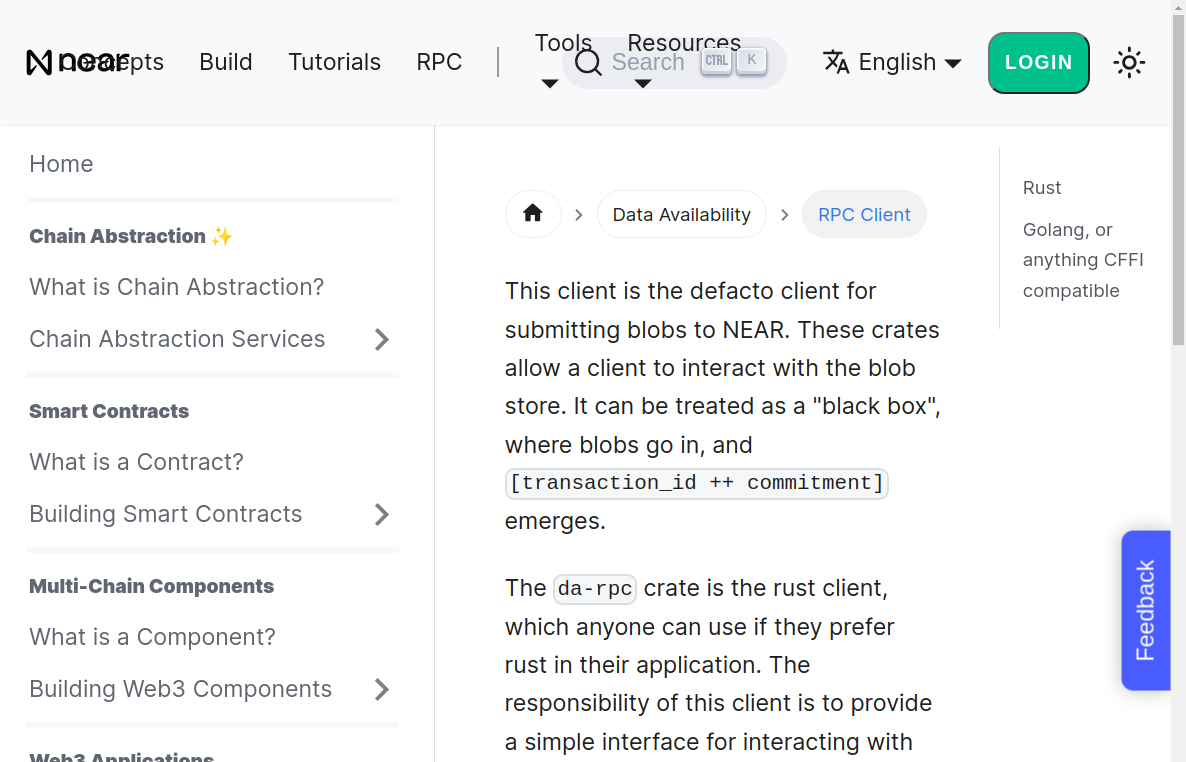 near Concepts Build Tutorials RPC Tools Resources Search CTRL K English LOGIN
Home
Chain Abstraction ✨
What is Chain Abstraction?
Chain Abstraction Services
Smart Contracts
What is a Contract?
Building Smart Contracts
Multi-Chain Components
What is a Component?
Building Web3 Components
Web3 Applications
Data Availability
RPC Client
This client is the defacto client for
submitting blobs to NEAR. These crates
allow a client to interact with the blob
store. It can be treated as a "black box",
where blobs go in, and
[transaction_id ++ commitment]
emerges.
The da-rpc crate is the rust client,
which anyone can use if they prefer
rust in their application. The
responsibility of this client is to provide
a simple interface for interacting with
Rust
Golang, or
anything CFFI
compatible
Feedback